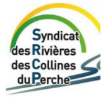 Syndicat
des Rivières
des Collines
du Perche